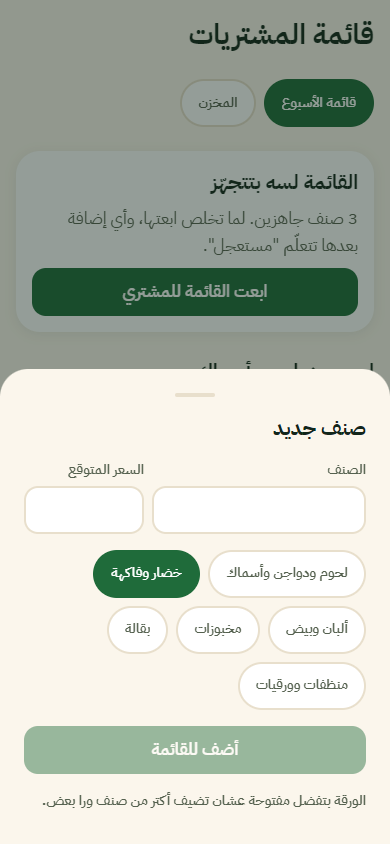 قائمة المشتريات
قائمة الأسبوع
المخزن
القائمة لسه بتتجهّز
3 صنف جاهزين. لما تخلص ابعتها، وأي إضافة
بعدها تتعلّم "مستعجل".
ابعت القائمة للمشتري
صنف جديد
الصنف
السعر المتوقع
لحوم ودواجن وأسماك
خضار وفاكهة
ألبان وبيض
مخبوزات
بقالة
منظفات وورقيات
أضف للقائمة
الورقة بتفضل مفتوحة عشان تضيف أكتر من صنف ورا بعض.